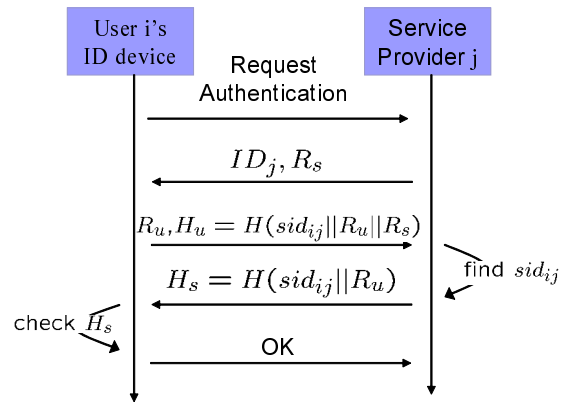 User i's
ID device
Service
Provider j
Request
Authentication
ID_j, R_s
R_u, H_u = H(sid_ij||R_u||R_s)
find sid_ij
H_s = H(sid_ij||R_u)
check H_s
OK